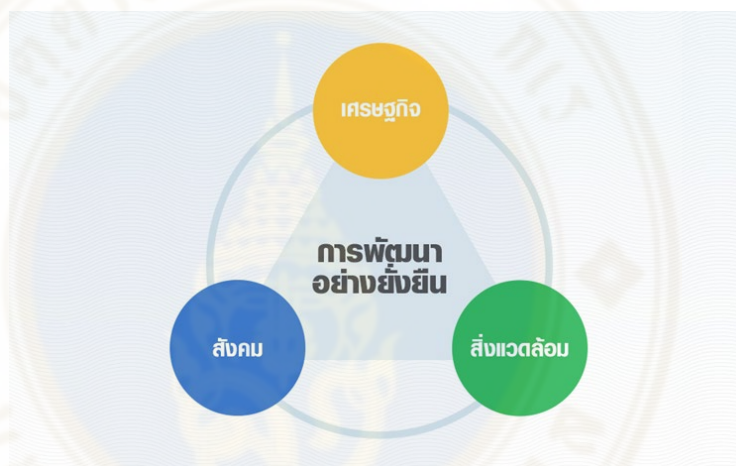 เศรษฐกิจ
การพัฒนา
อย่างยั่งยืน
สังคม
สิ่งแวดล้อม